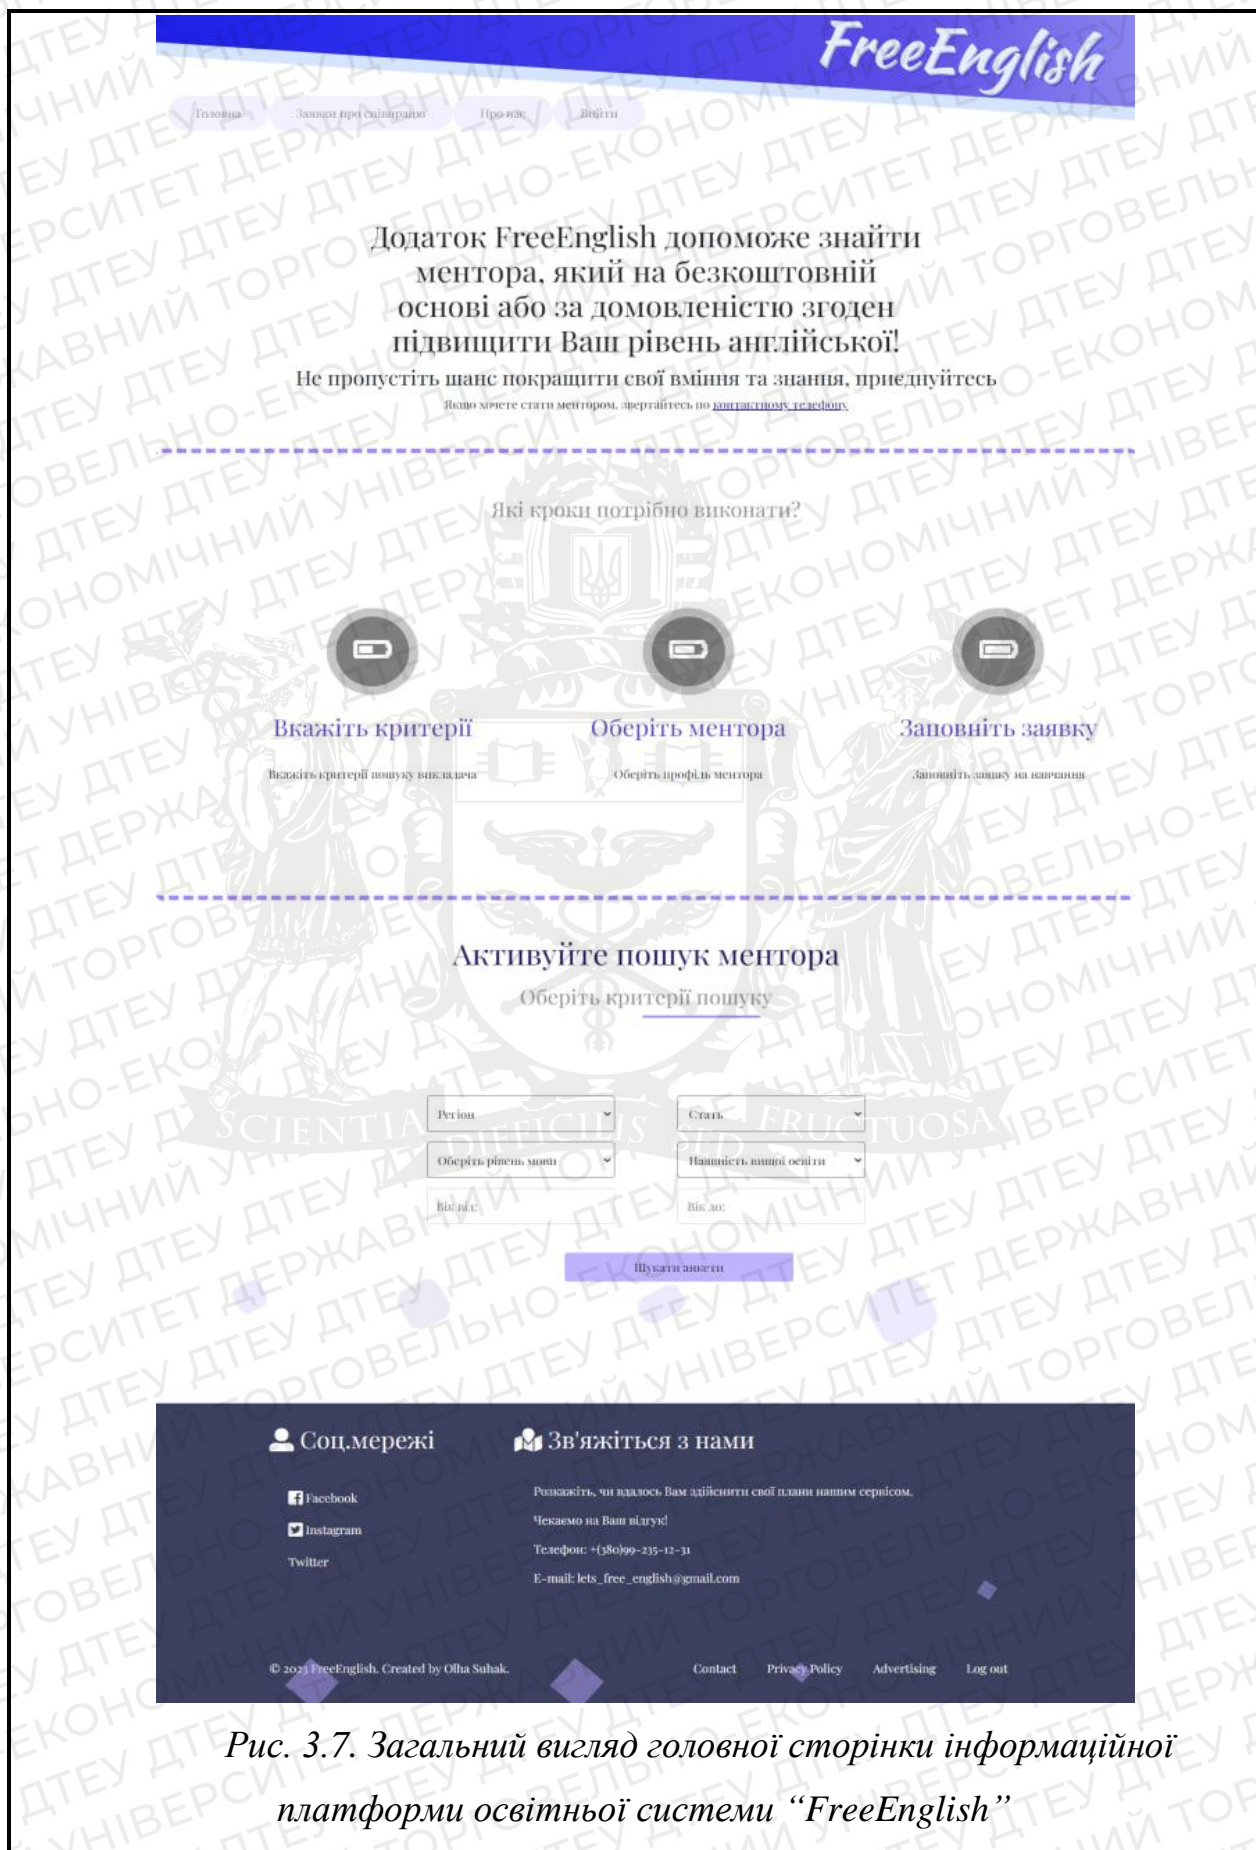 FreeEnglish
Головна Заявки про співпрацю Про нас Вийти
Додаток FreeEnglish допоможе знайти
ментора, який на безкоштовній
основі або за домовленістю згоден
підвищити Ваш рівень англійської!
Не пропустіть шанс покращити свої вміння та знання, приєднуйтесь
Якщо хочете стати ментором, звертайтесь по контактному телефону
Які кроки потрібно виконати?
Вкажіть критерії Оберіть ментора Заповніть заявку
Вкажіть критерії пошуку викладача Оберіть профіль ментора Заповніть заявку на навчання
Активуйте пошук ментора
Оберіть критерії пошуку
Регіон Стать
SCIENTIA DIFFICILIS SED FRUCTUOSA
Оберіть рівень мови Наявність вищої освіти
Вік від: Вік до:
Шукати анкети
Соц.мережі Зв'яжіться з нами
Facebook Розкажіть, чи вдалось Вам здійснити свої плани нашим сервісом.
Чекаємо на Ваш відгук!
Instagram
Телефон: +(380)99-235-12-31
Twitter
E-mail: lets_free_english@gmail.com
© 2023 FreeEnglish. Created by Olha Suhak. Contact Privacy Policy Advertising Log out
Рис. 3.7. Загальний вигляд головної сторінки інформаційної
платформи освітньої системи “FreeEnglish”